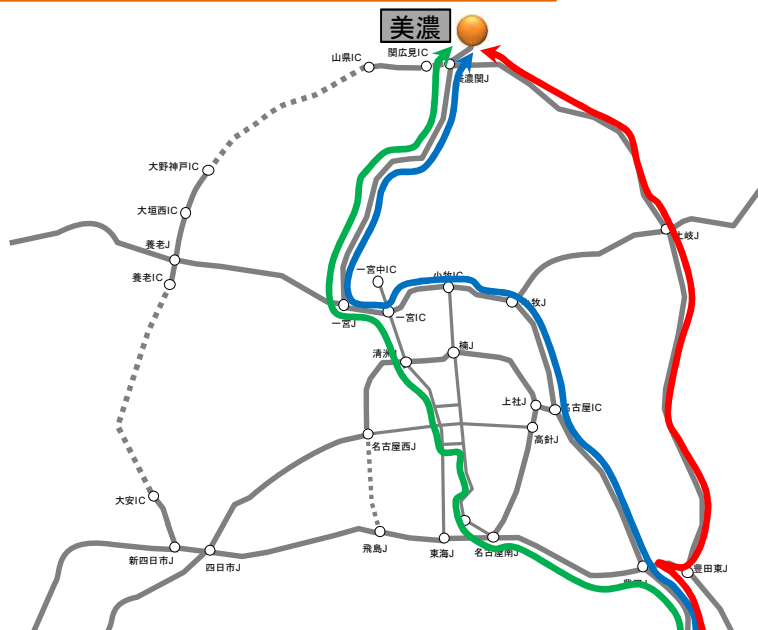 美濃
関広見IC
山県IC
美濃関J
大野神戸IC
大垣西IC
土岐J
養老J
養老IC
一宮中IC
小牧IC
小牧J
一宮J
一宮IC
清洲J
楠J
上社J
名古屋IC
高針J
名古屋西J
大安IC
飛島J
東海J
名古屋南J
新四日市J
四日市J
豊田J
豊田東J